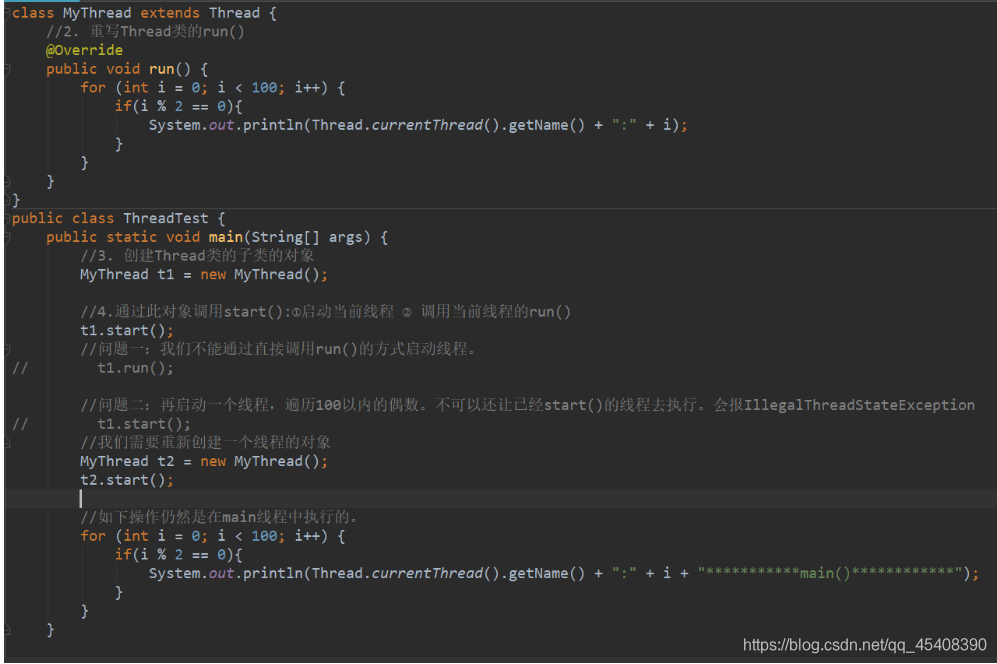 class MyThread extends Thread {
//2. 重写Thread类的run()
@Override
public void run() {
for (int i = 0; i < 100; i++) {
if(i % 2 == 0){
System.out.println(Thread.currentThread().getName() + ":" + i);
}
}
}
}
public class ThreadTest {
public static void main(String[] args) {
//3. 创建Thread类的子类的对象
MyThread t1 = new MyThread();
//4.通过此对象调用start():①启动当前线程 ② 调用当前线程的run()
t1.start();
//问题一：我们不能通过直接调用run()的方式启动线程。
// t1.run();
//问题二：再启动一个线程，遍历100以内的偶数。不可以还让已经start()的线程去执行。会报IllegalThreadStateException
// t1.start();
//我们需要重新创建一个线程的对象
MyThread t2 = new MyThread();
t2.start();
//如下操作仍然是在main线程中执行的。
for (int i = 0; i < 100; i++) {
if(i % 2 == 0){
System.out.println(Thread.currentThread().getName() + ":" + i + "***********main()************");
}
}
}
https://blog.csdn.net/qq_45408390